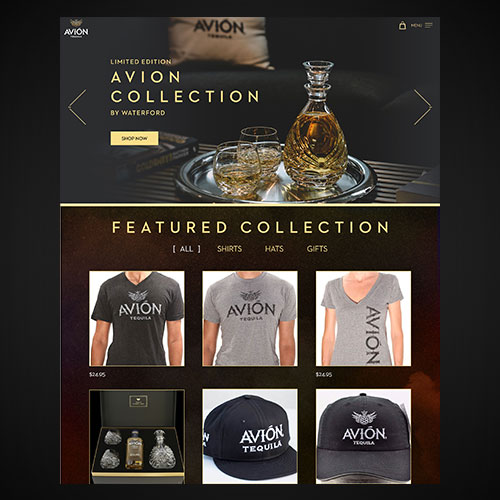 AVIÓN
TEQUILA
MENU
AVIÓN
LIMITED EDITION
AVION
COLLECTION
BY WATERFORD
SHOP NOW
FEATURED COLLECTION
[ ALL ] SHIRTS HATS GIFTS
AVIÓN
TEQUILA
AVIÓN
TEQUILA
AVIÓN
$24.95
$24.95
AVIÓN
TEQUILA
AVIÓN
TEQUILA